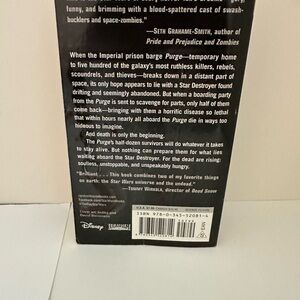 funny, and brimming with a blood-spattered cast of swash-
bucklers and space-zombies."
—SETH GRAHAME-SMITH, author of
Pride and Prejudice and Zombies
When the Imperial prison barge Purge—temporary home
to five hundred of the galaxy's most ruthless killers, rebels,
scoundrels, and thieves—breaks down in a distant part of
space, its only hope appears to lie with a Star Destroyer found
drifting and seemingly abandoned. But when a boarding party
from the Purge is sent to scavenge for parts, only half of them
come back—bringing with them a horrific disease so lethal
that within hours nearly all aboard the Purge die in ways too
hideous to imagine.
And death is only the beginning.
The Purge's half-dozen survivors will do whatever it takes
to stay alive. But nothing can prepare them for what lies
waiting aboard the Star Destroyer. For the dead are rising:
soulless, unstoppable, and unspeakably hungry.
"Brilliant . . . This book combines two of my favorite things
on earth: the Star Wars universe and the undead."
—TOMMY WIRKOLA, director of Dead Snow
Disney
ISBN 978-0-345-52081-4